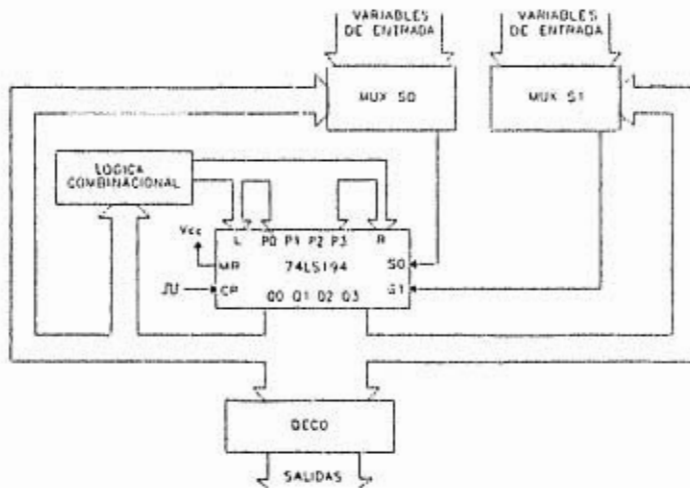 VARIABLES
DE ENTRADA
VARIABLES
DE ENTRADA
MUX S0
MUX S1
LOGICA
COMBINACIONAL
Vcc
L P0 P1 P2 P3 R
MR 74LS194 S0
CP Q0 Q1 Q2 Q3 S1
DECO
SALIDAS